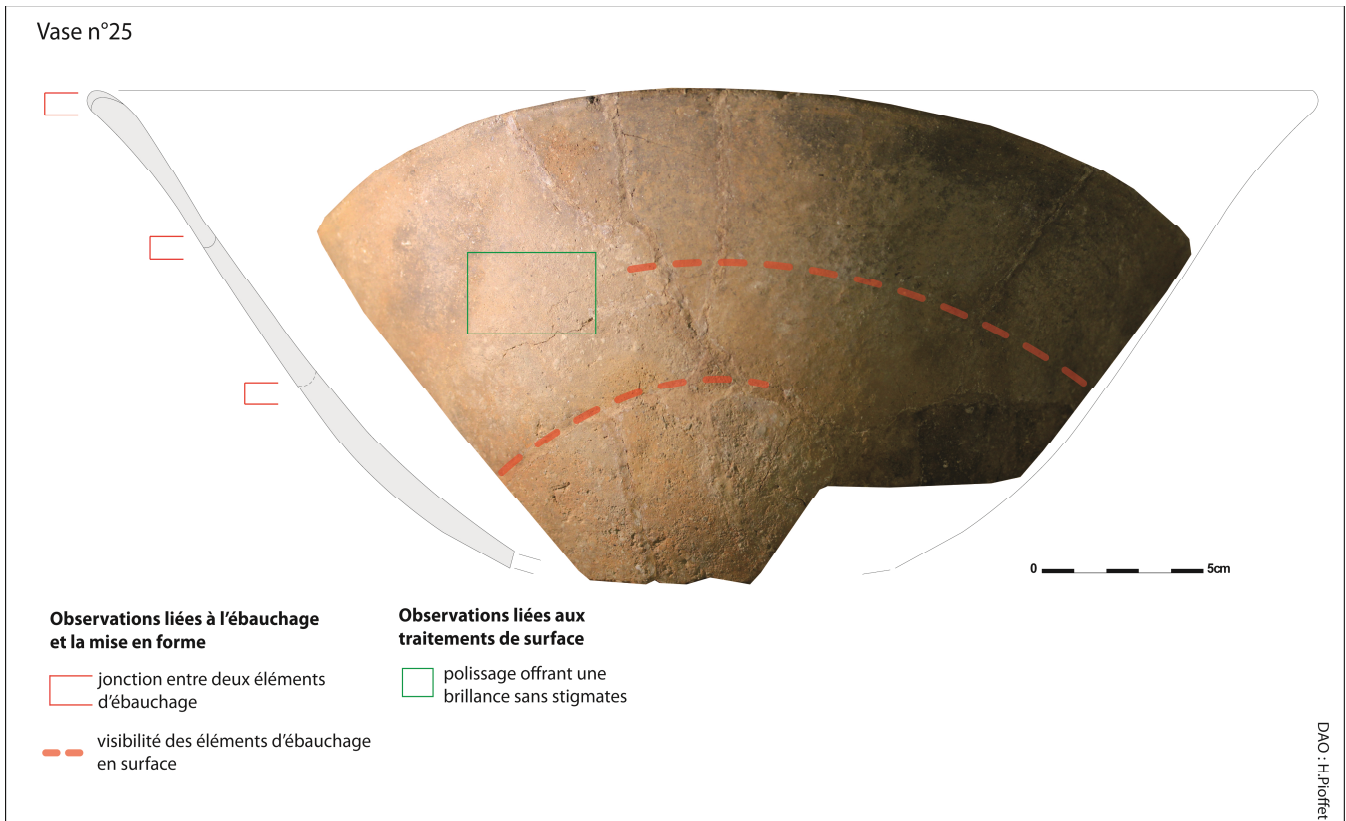 Vase n°25
0 5cm
Observations liées à l'ébauchage
et la mise en forme
jonction entre deux éléments
d'ébauchage
visibilité des éléments d'ébauchage
en surface
Observations liées aux
traitements de surface
polissage offrant une
brillance sans stigmates
DAO : H.Pioffet